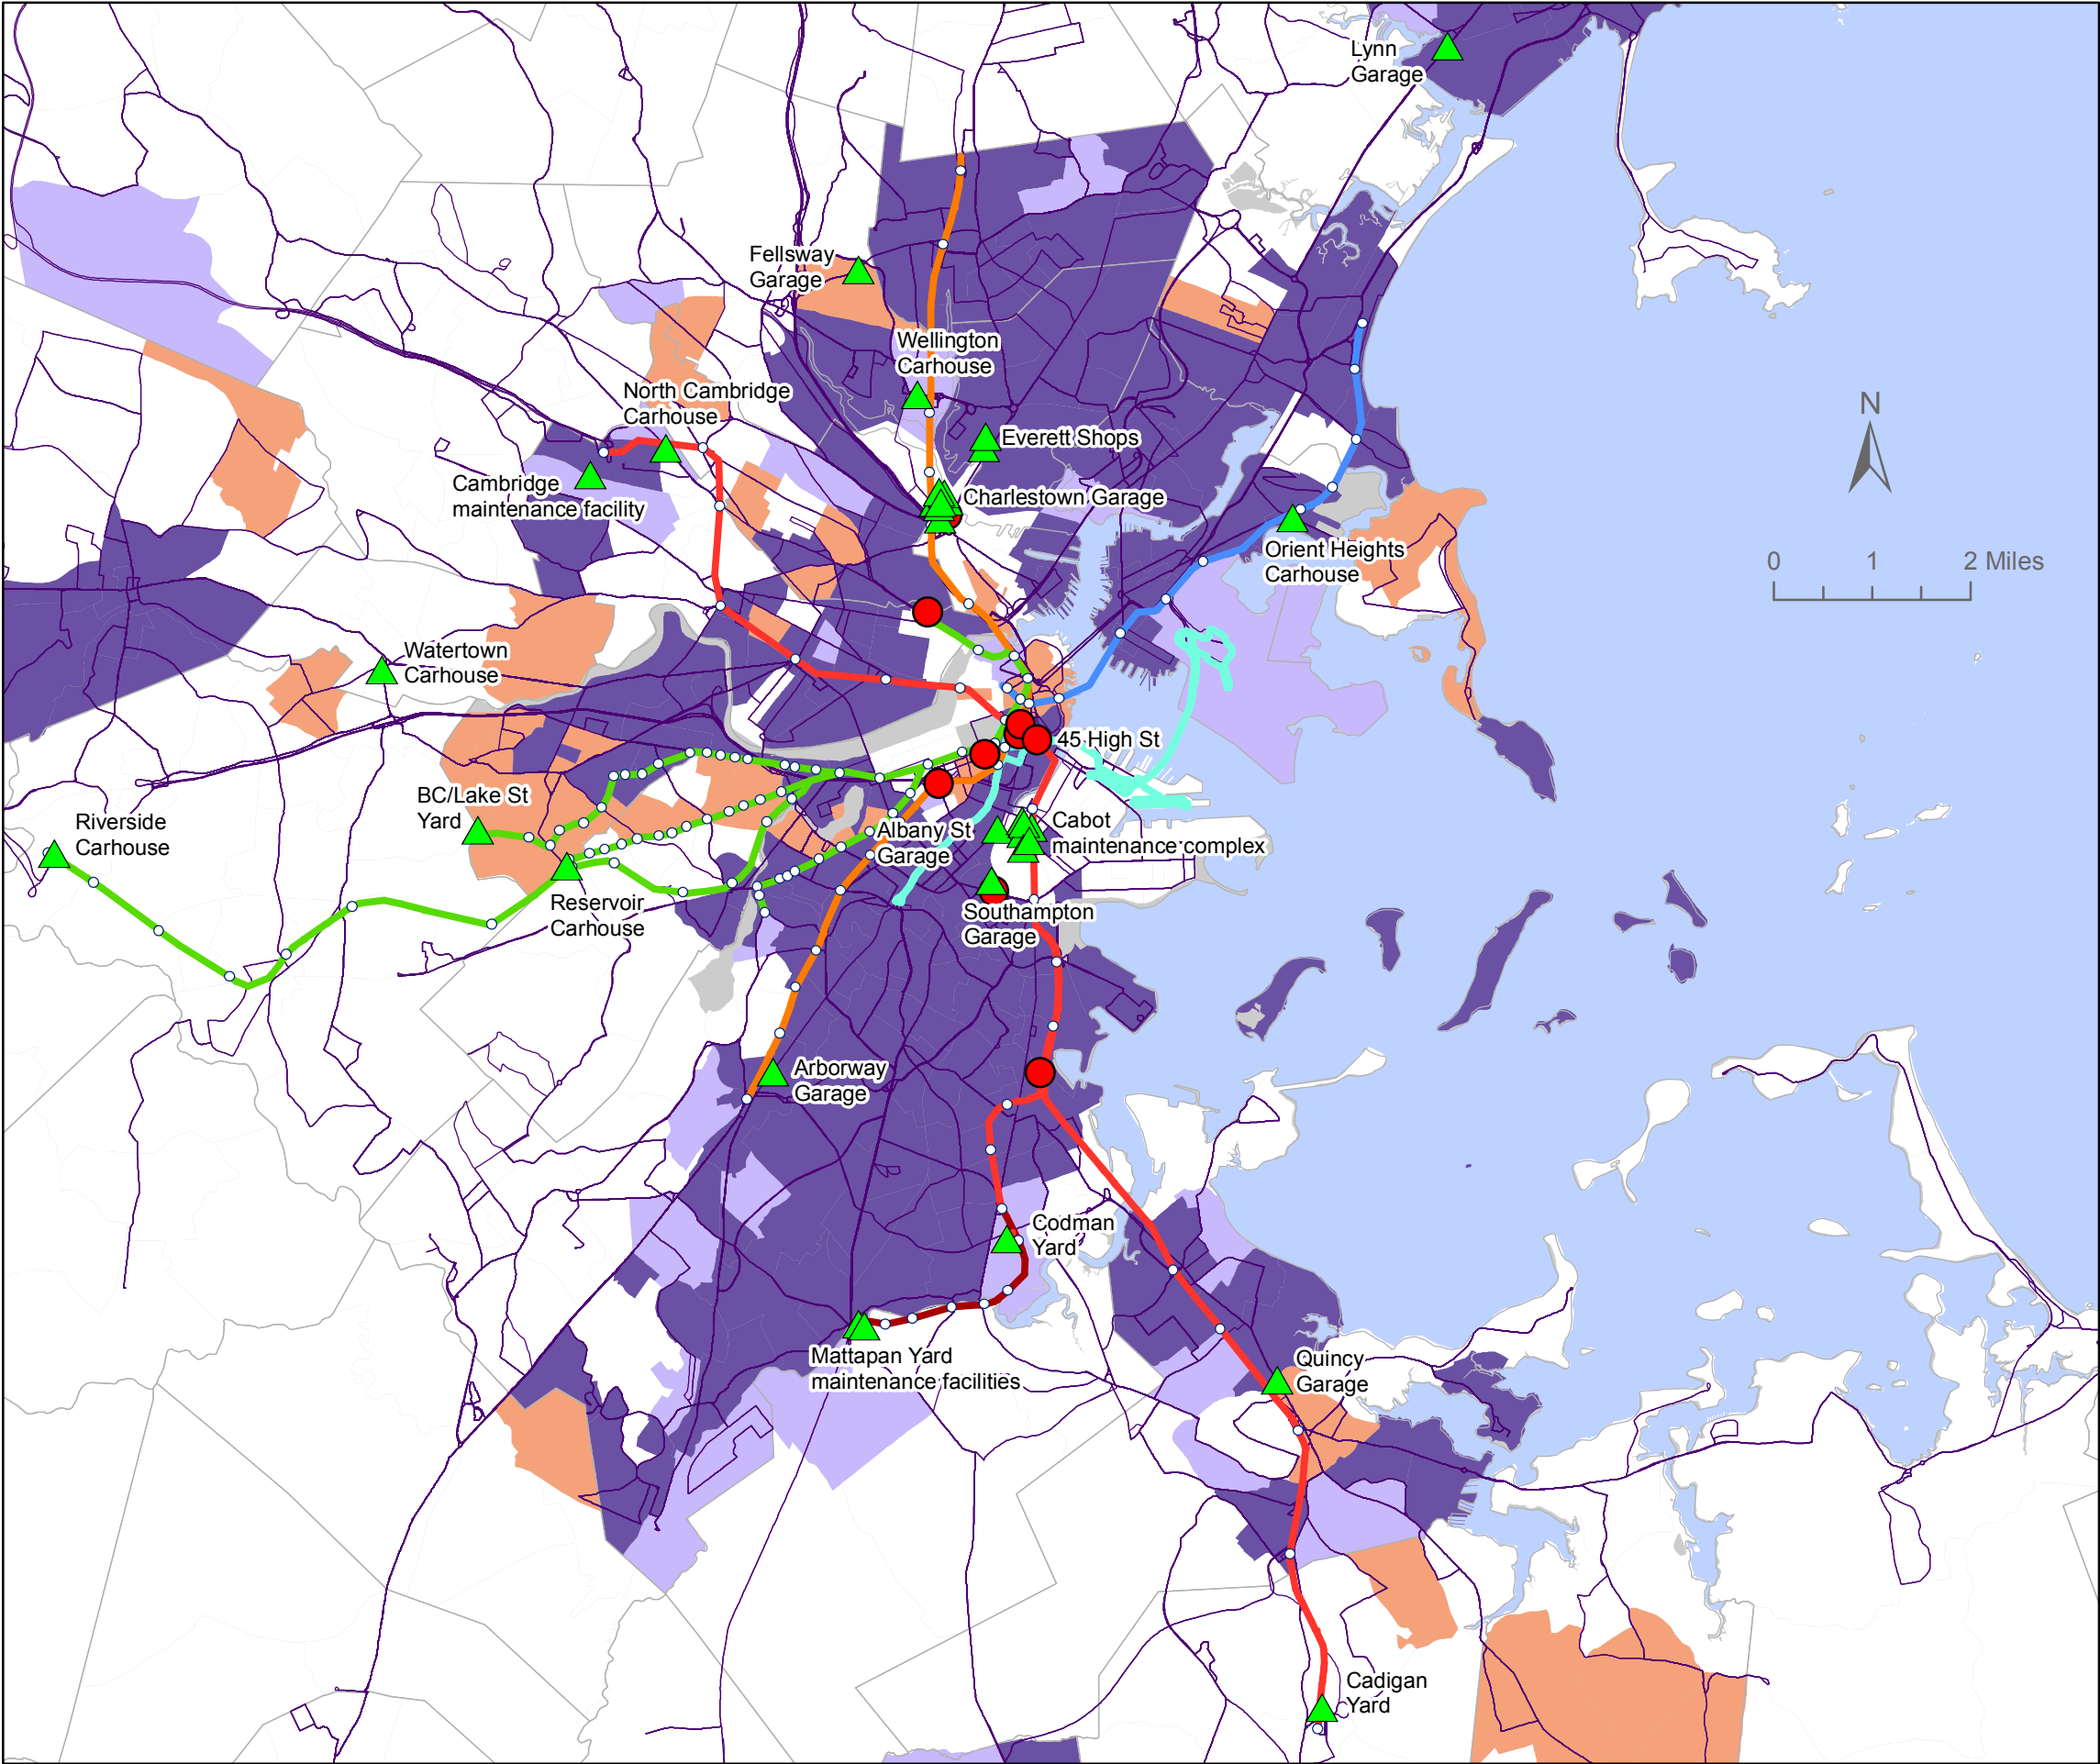 Lynn
Garage
Fellsway
Garage
Wellington
Carhouse
North Cambridge
Carhouse
N
Everett Shops
Cambridge
maintenance facility
Charlestown Garage
Orient Heights
Carhouse
0 1 2 Miles
Watertown
Carhouse
45 High St
BC/Lake St
Yard
Riverside
Carhouse
Albany St
Garage
Cabot
maintenance complex
Reservoir
Carhouse
Southampton
Garage
Arborway
Garage
Codman
Yard
Mattapan Yard
maintenance facilities
Quincy
Garage
Cadigan
Yard